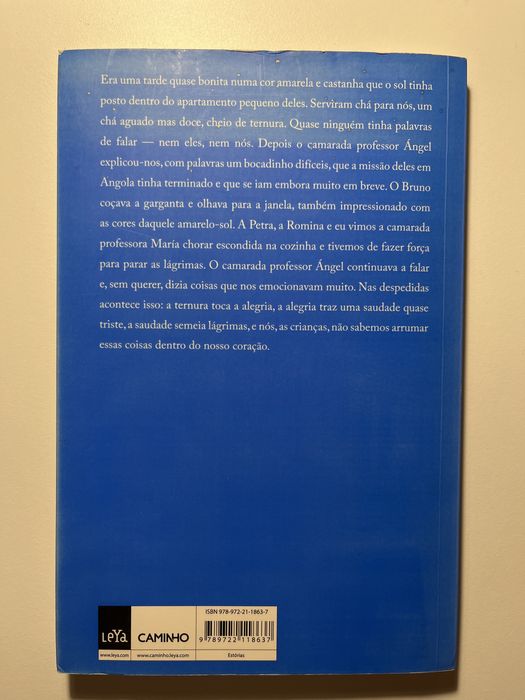 Era uma tarde quase bonita numa cor amarela e castanha que o sol tinha
posto dentro do apartamento pequeno deles. Serviram chá para nós, um
chá aguado mas doce, cheio de ternura. Quase ninguém tinha palavras
de falar — nem eles, nem nós. Depois o camarada professor Ángel
explicou-nos, com palavras um bocadinho difíceis, que a missão deles em
Angola tinha terminado e que se iam embora muito em breve. O Bruno
coçava a garganta e olhava para a janela, também impressionado com
as cores daquele amarelo-sol. A Petra, a Romina e eu vimos a camarada
professora María chorar escondida na cozinha e tivemos de fazer força
para parar as lágrimas. O camarada professor Ángel continuava a falar
e, sem querer, dizia coisas que nos emocionavam muito. Nas despedidas
acontece isso: a ternura toca a alegria, a alegria traz uma saudade quase
triste, a saudade semeia lágrimas, e nós, as crianças, não sabemos arrumar
essas coisas dentro do nosso coração.
ISBN 978-972-21-1863-7
LeYa
CAMINHO
9 789722 118637
www.leya.com
www.caminho.leya.com
Estórias